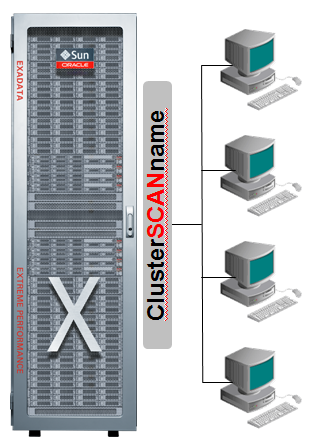 Sun
ORACLE
EXADATA
EXTREME PERFORMANCE
X
ClusterSCANname